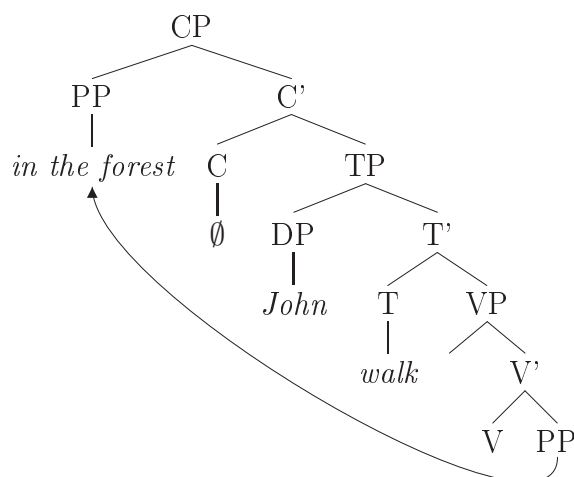 CP
PP C'
in the forest C TP
∅ DP T'
John T VP
walk V'
V PP